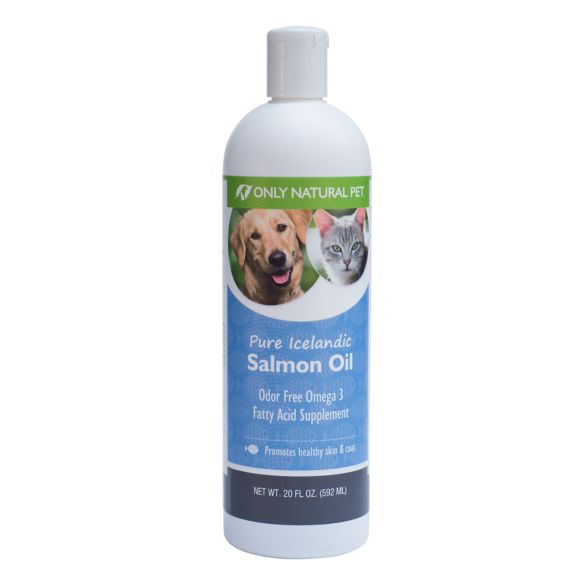 ONLY NATURAL PET
Pure Icelandic
Salmon Oil
Odor Free Omega 3
Fatty Acid Supplement
Promotes healthy skin & coat
NET WT. 20 FL OZ. (592 ML)